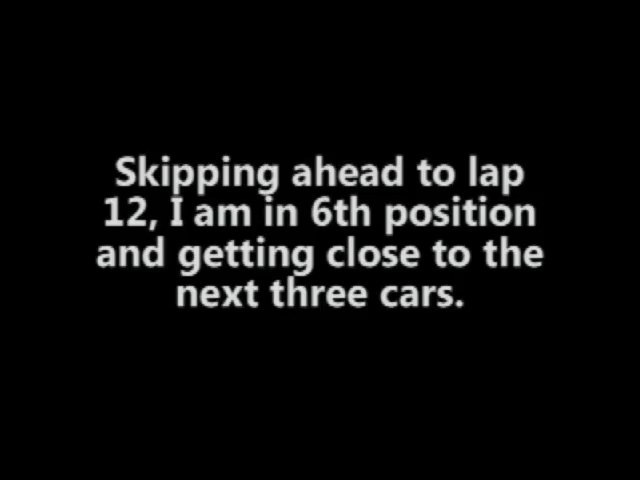 Skipping ahead to lap
12, I am in 6th position
and getting close to the
next three cars.